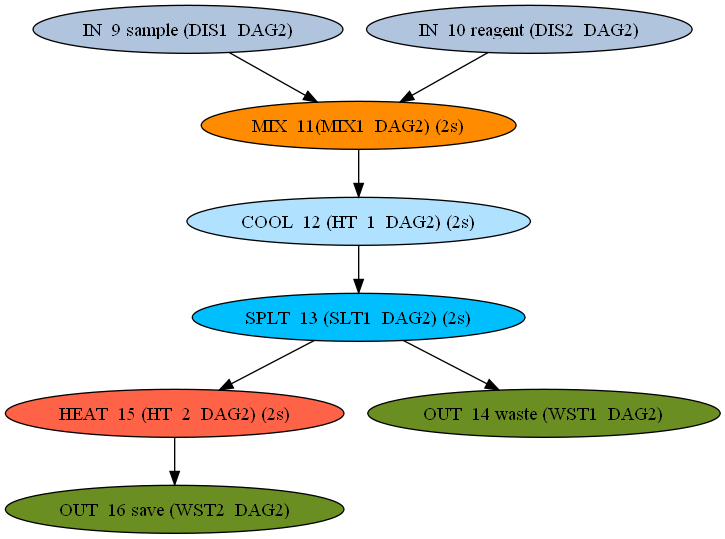 IN 9 sample (DIS1 DAG2)
IN 10 reagent (DIS2 DAG2)
MIX 11(MIX1 DAG2) (2s)
COOL 12 (HT 1 DAG2) (2s)
SPLT 13 (SLT1 DAG2) (2s)
HEAT 15 (HT 2 DAG2) (2s)
OUT 14 waste (WST1 DAG2)
OUT 16 save (WST2 DAG2)